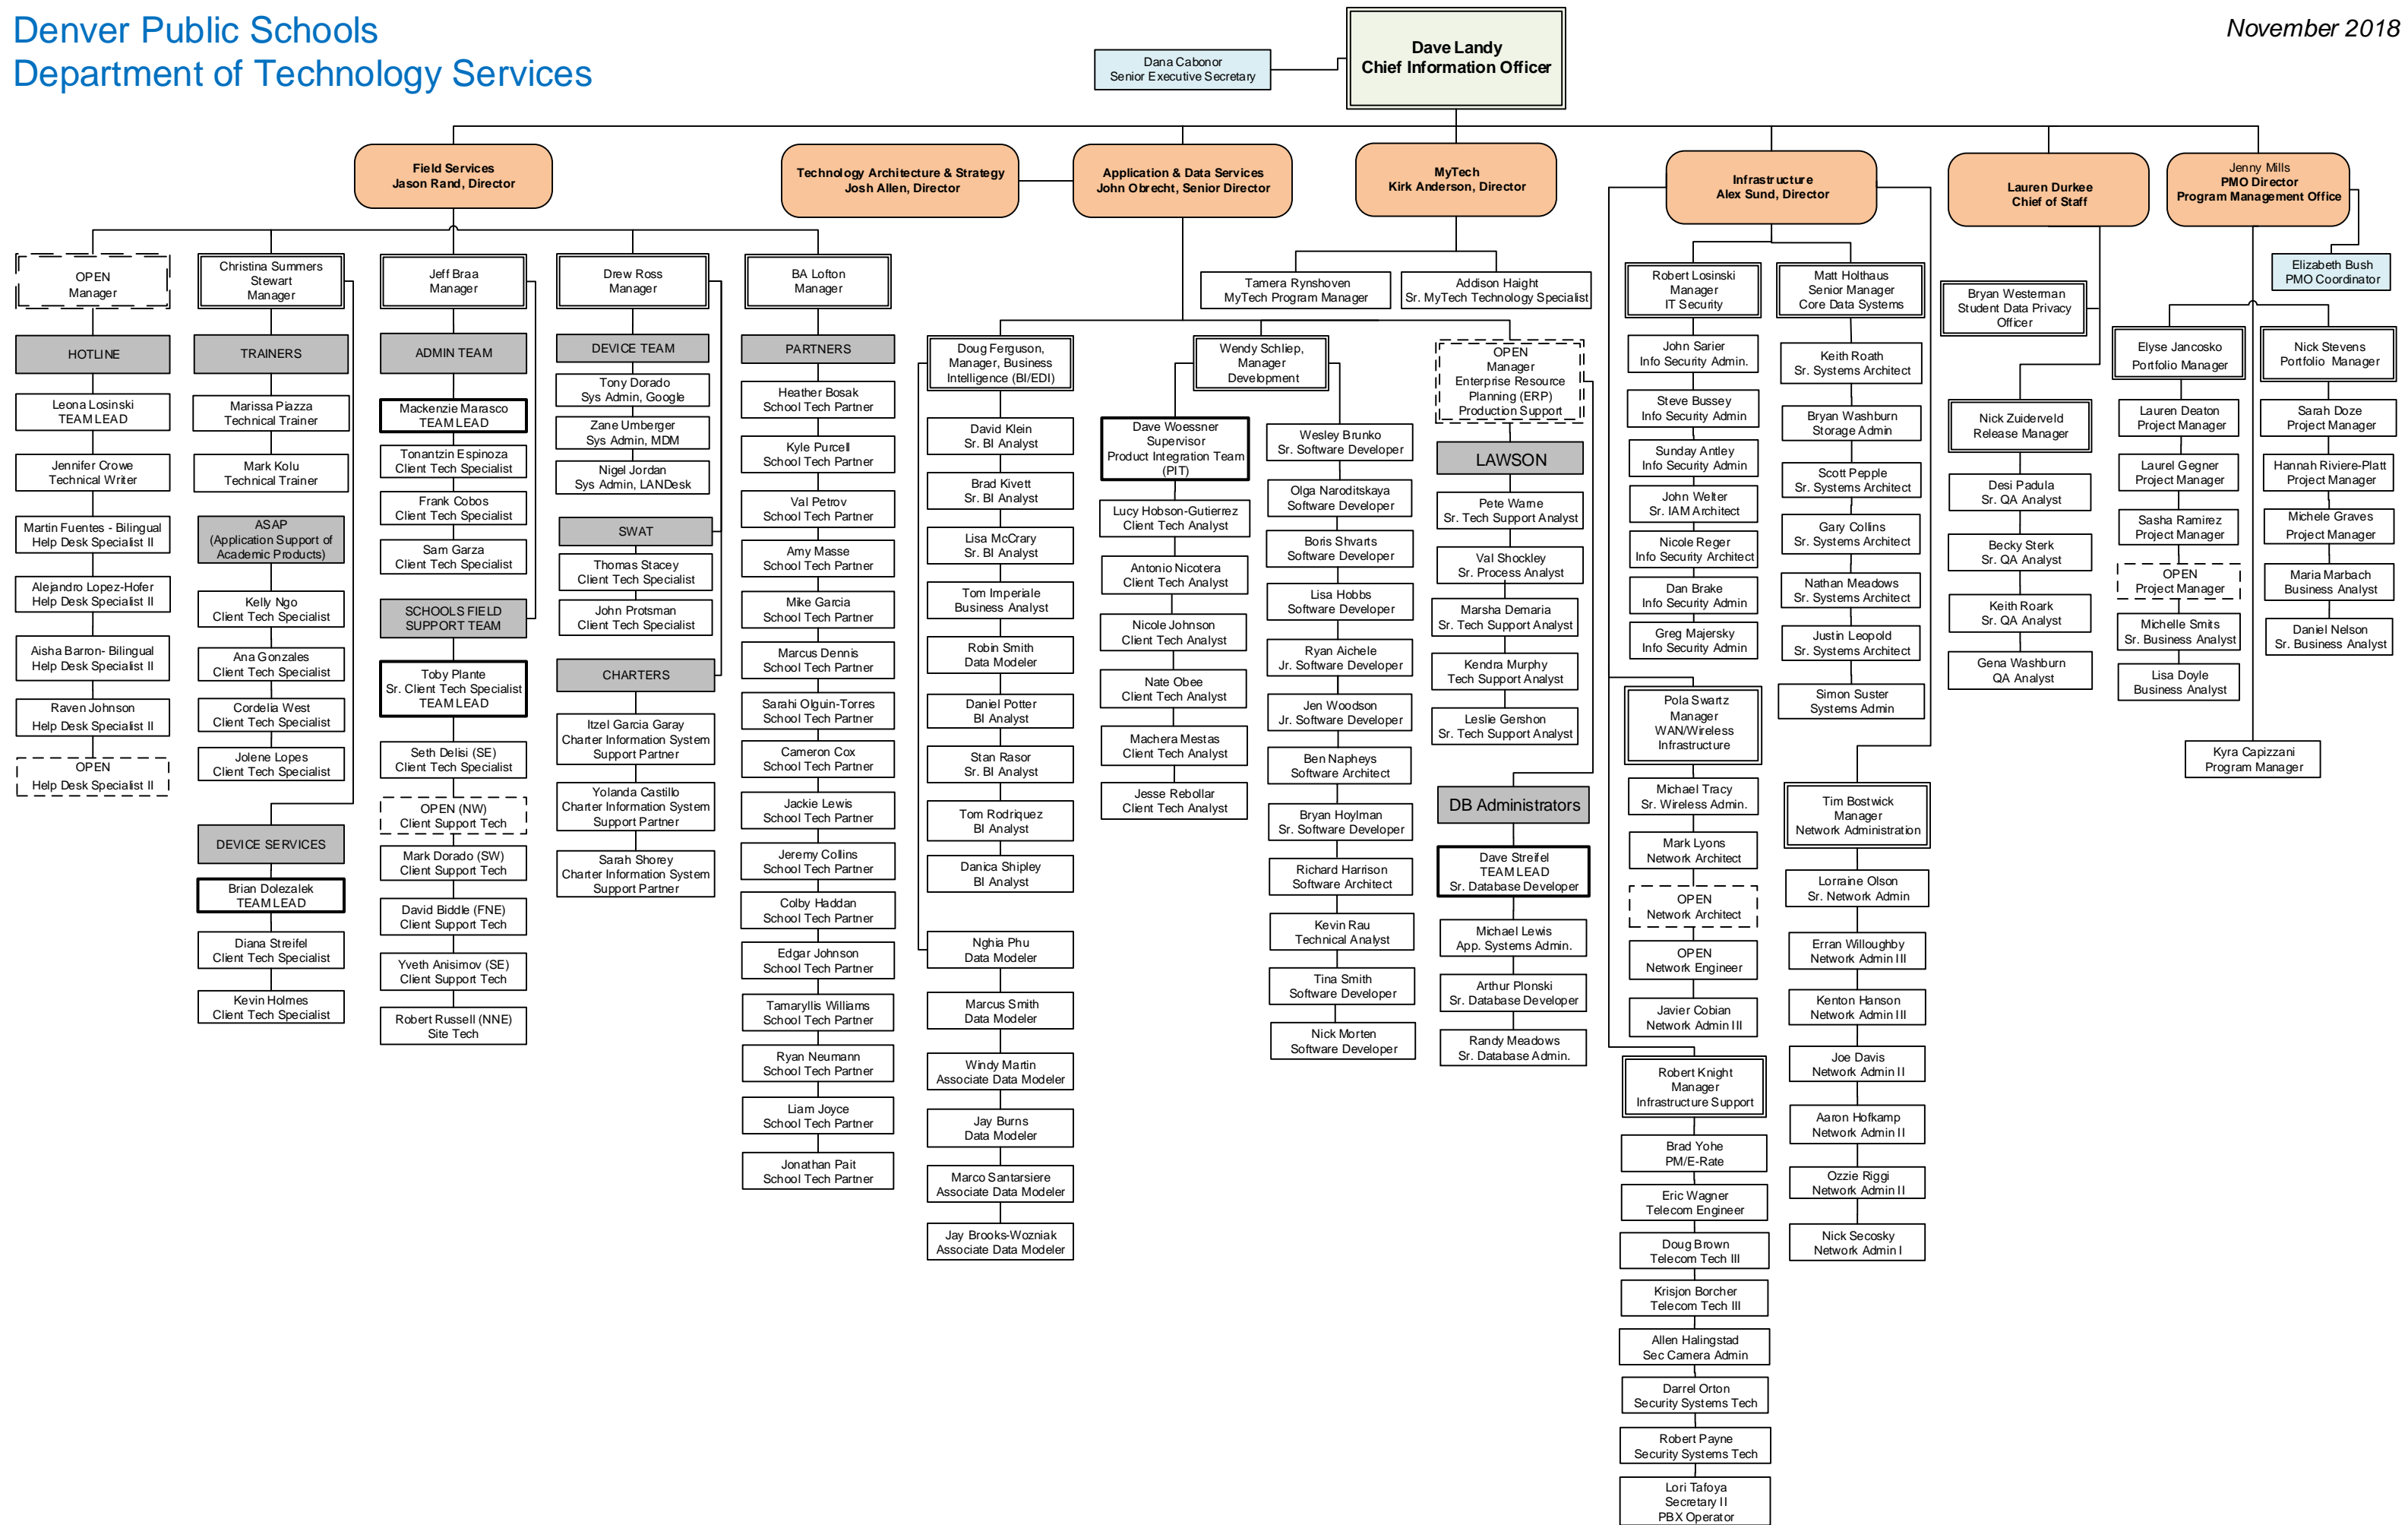 Denver Public Schools
Department of Technology Services
November 2018
Dave Landy
Chief Information Officer
Dana Cabonor
Senior Executive Secretary
Field Services
Jason Rand, Director
Technology Architecture & Strategy
Josh Allen, Director
Application & Data Services
John Obrecht, Senior Director
MyTech
Kirk Anderson, Director
Infrastructure
Alex Sund, Director
Lauren Durkee
Chief of Staff
Jenny Mills
PMO Director
Program Management Office
OPEN
Manager
HOTLINE
Leona Losinski
TEAM LEAD
Jennifer Crowe
Technical Writer
Martin Fuentes - Bilingual
Help Desk Specialist II
Alejandro Lopez-Hofer
Help Desk Specialist II
Aisha Barron- Bilingual
Help Desk Specialist II
Raven Johnson
Help Desk Specialist II
OPEN
Help Desk Specialist II
Christina Summers
Stewart
Manager
TRAINERS
Marissa Piazza
Technical Trainer
Mark Kolu
Technical Trainer
ASAP
(Application Support of
Academic Products)
Kelly Ngo
Client Tech Specialist
Ana Gonzales
Client Tech Specialist
Cordelia West
Client Tech Specialist
Jolene Lopes
Client Tech Specialist
DEVICE SERVICES
Brian Dolezalek
TEAM LEAD
Diana Streifel
Client Tech Specialist
Kevin Holmes
Client Tech Specialist
Jeff Braa
Manager
ADMIN TEAM
Mackenzie Marasco
TEAM LEAD
Tonantzin Espinoza
Client Tech Specialist
Frank Cobos
Client Tech Specialist
Sam Garza
Client Tech Specialist
SCHOOLS FIELD
SUPPORT TEAM
Toby Plante
Sr. Client Tech Specialist
TEAM LEAD
Seth Delisi (SE)
Client Tech Specialist
OPEN (NW)
Client Support Tech
Mark Dorado (SW)
Client Support Tech
David Biddle (FNE)
Client Support Tech
Yveth Anisimov (SE)
Client Support Tech
Robert Russell (NNE)
Site Tech
Drew Ross
Manager
DEVICE TEAM
Tony Dorado
Sys Admin, Google
Zane Umberger
Sys Admin, MDM
Nigel Jordan
Sys Admin, LANDesk
SWAT
Thomas Stacey
Client Tech Specialist
John Protsman
Client Tech Specialist
CHARTERS
Itzel Garcia Garay
Charter Information System
Support Partner
Yolanda Castillo
Charter Information System
Support Partner
Sarah Shorey
Charter Information System
Support Partner
BA Lofton
Manager
PARTNERS
Heather Bosak
School Tech Partner
Kyle Purcell
School Tech Partner
Val Petrov
School Tech Partner
Amy Masse
School Tech Partner
Mike Garcia
School Tech Partner
Marcus Dennis
School Tech Partner
Sarahi Olguin-Torres
School Tech Partner
Cameron Cox
School Tech Partner
Jackie Lewis
School Tech Partner
Jeremy Collins
School Tech Partner
Colby Haddan
School Tech Partner
Edgar Johnson
School Tech Partner
Tamaryllis Williams
School Tech Partner
Ryan Neumann
School Tech Partner
Liam Joyce
School Tech Partner
Jonathan Pait
School Tech Partner
Doug Ferguson,
Manager, Business
Intelligence (BI/EDI)
David Klein
Sr. BI Analyst
Brad Kivett
Sr. BI Analyst
Lisa McCrary
Sr. BI Analyst
Tom Imperiale
Business Analyst
Robin Smith
Data Modeler
Daniel Potter
BI Analyst
Stan Rasor
Sr. BI Analyst
Tom Rodriquez
BI Analyst
Danica Shipley
BI Analyst
Nghia Phu
Data Modeler
Marcus Smith
Data Modeler
Windy Martin
Associate Data Modeler
Jay Burns
Data Modeler
Marco Santarsiere
Associate Data Modeler
Jay Brooks-Wozniak
Associate Data Modeler
Wendy Schliep,
Manager
Development
Dave Woessner
Supervisor
Product Integration Team
(PIT)
Lucy Hobson-Gutierrez
Client Tech Analyst
Antonio Nicotera
Client Tech Analyst
Nicole Johnson
Client Tech Analyst
Nate Obee
Client Tech Analyst
Machera Mestas
Client Tech Analyst
Jesse Rebollar
Client Tech Analyst
Wesley Brunko
Sr. Software Developer
Olga Naroditskaya
Software Developer
Boris Shvarts
Software Developer
Lisa Hobbs
Software Developer
Ryan Aichele
Jr. Software Developer
Jen Woodson
Jr. Software Developer
Ben Napheys
Software Architect
Bryan Hoylman
Sr. Software Developer
Richard Harrison
Software Architect
Kevin Rau
Technical Analyst
Tina Smith
Software Developer
Nick Morten
Software Developer
Tamera Rynshoven
MyTech Program Manager
Addison Haight
Sr. MyTech Technology Specialist
OPEN
Manager
Enterprise Resource
Planning (ERP)
Production Support
LAWSON
Pete Warne
Sr. Tech Support Analyst
Val Shockley
Sr. Process Analyst
Marsha Demaria
Sr. Tech Support Analyst
Kendra Murphy
Tech Support Analyst
Leslie Gershon
Sr. Tech Support Analyst
DB Administrators
Dave Streifel
TEAM LEAD
Sr. Database Developer
Michael Lewis
App. Systems Admin.
Arthur Plonski
Sr. Database Developer
Randy Meadows
Sr. Database Admin.
Robert Losinski
Manager
IT Security
John Sarier
Info Security Admin.
Steve Bussey
Info Security Admin
Sunday Antley
Info Security Admin
John Welter
Sr. IAM Architect
Nicole Reger
Info Security Architect
Dan Brake
Info Security Admin
Greg Majersky
Info Security Admin
Pola Swartz
Manager
WAN/Wireless
Infrastructure
Michael Tracy
Sr. Wireless Admin.
Mark Lyons
Network Architect
OPEN
Network Architect
OPEN
Network Engineer
Javier Cobian
Network Admin III
Robert Knight
Manager
Infrastructure Support
Brad Yohe
PM/E-Rate
Eric Wagner
Telecom Engineer
Doug Brown
Telecom Tech III
Krisjon Borcher
Telecom Tech III
Allen Halingstad
Sec Camera Admin
Darrel Orton
Security Systems Tech
Robert Payne
Security Systems Tech
Lori Tafoya
Secretary II
PBX Operator
Matt Holthaus
Senior Manager
Core Data Systems
Keith Roath
Sr. Systems Architect
Bryan Washburn
Storage Admin
Scott Pepple
Sr. Systems Architect
Gary Collins
Sr. Systems Architect
Nathan Meadows
Sr. Systems Architect
Justin Leopold
Sr. Systems Architect
Simon Suster
Systems Admin
Tim Bostwick
Manager
Network Administration
Lorraine Olson
Sr. Network Admin
Erran Willoughby
Network Admin III
Kenton Hanson
Network Admin III
Joe Davis
Network Admin II
Aaron Hofkamp
Network Admin II
Ozzie Riggi
Network Admin II
Nick Secosky
Network Admin I
Bryan Westerman
Student Data Privacy
Officer
Nick Zuiderveld
Release Manager
Desi Padula
Sr. QA Analyst
Becky Sterk
Sr. QA Analyst
Keith Roark
Sr. QA Analyst
Gena Washburn
QA Analyst
Elizabeth Bush
PMO Coordinator
Elyse Jancosko
Portfolio Manager
Lauren Deaton
Project Manager
Laurel Gegner
Project Manager
Sasha Ramirez
Project Manager
OPEN
Project Manager
Michelle Smits
Sr. Business Analyst
Lisa Doyle
Business Analyst
Nick Stevens
Portfolio Manager
Sarah Doze
Project Manager
Hannah Riviere-Platt
Project Manager
Michele Graves
Project Manager
Maria Marbach
Business Analyst
Daniel Nelson
Sr. Business Analyst
Kyra Capizzani
Program Manager